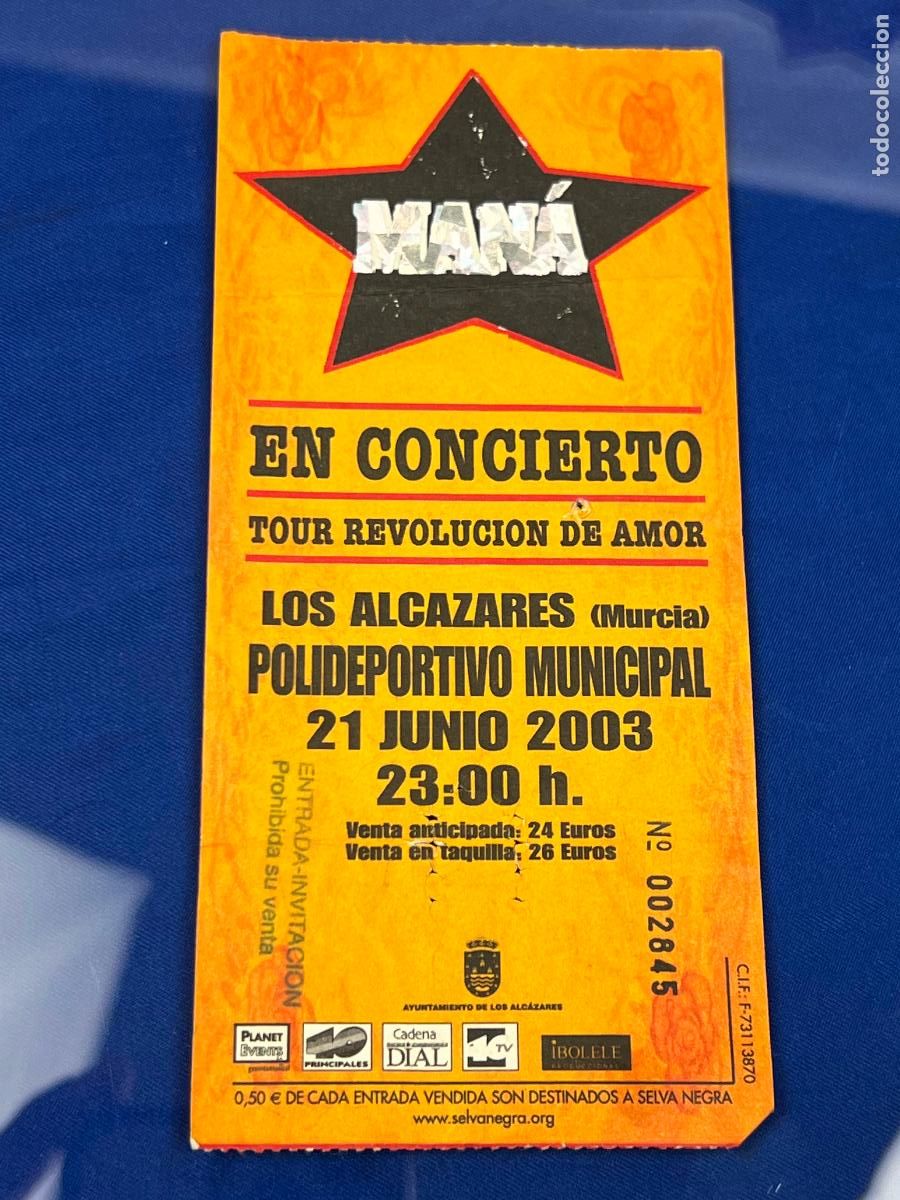 MANÁ
EN CONCIERTO
TOUR REVOLUCION DE AMOR
LOS ALCAZARES (Murcia)
POLIDEPORTIVO MUNICIPAL
21 JUNIO 2003
23:00 h.
Venta anticipada: 24 Euros
Venta en taquilla: 26 Euros
ENTRADA-INVITACION
Prohibida su venta
Nº 002845
AYUNTAMIENTO DE LOS ALCÁZARES
C.I.F.: F-73113870
PLANET
EVENTS
40
PRINCIPALES
Cadena
DIAL
40 TV
iBOLELE
PRODUCCIONES
0,50 € DE CADA ENTRADA VENDIDA SON DESTINADOS A SELVA NEGRA
www.selvanegra.org
todocoleccion